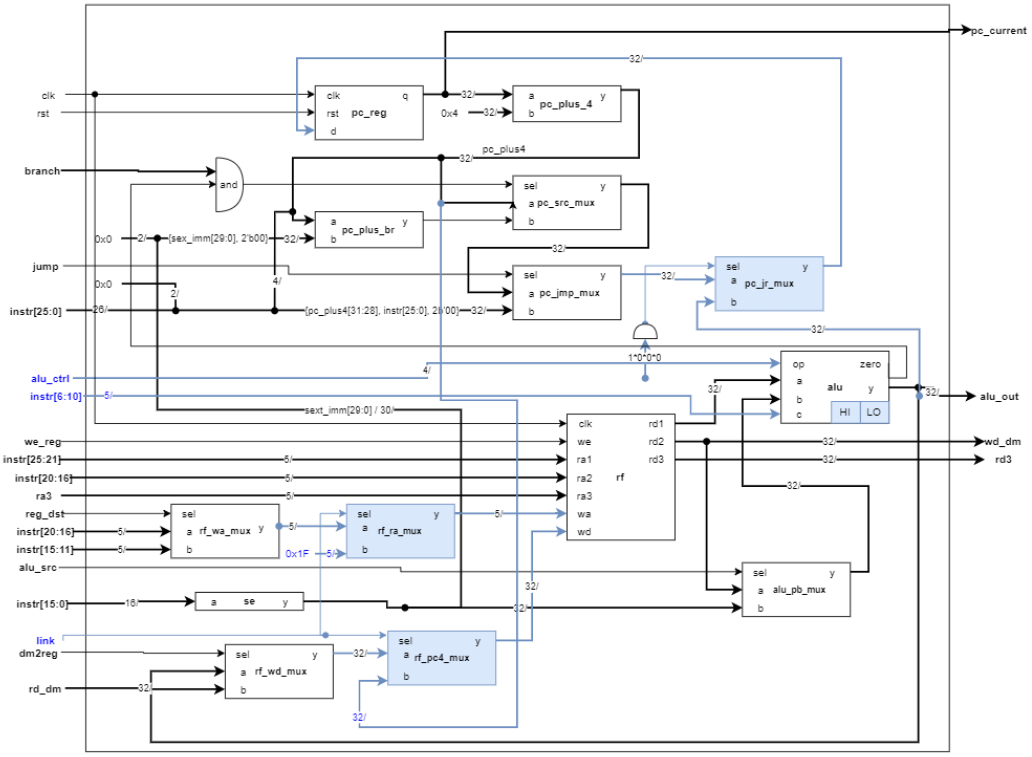 pc_current
32/
clk
rst
clk q
rst pc_reg
d
32/
0x4 32/
a y
pc_plus_4
b
pc_plus4
32/
branch
and
sel y
a pc_src_mux
b
a y
pc_plus_br
b
0x0 2/ {sex_imm[29:0], 2'b00} 32/
32/
jump
0x0
2/
4/
instr[25:0] 26/ {pc_plus4[31:28], instr[25:0], 2b'00} 32/
sel y
a pc_jmp_mux
b
32/
sel y
a pc_jr_mux
b
32/
1*0*0*0
alu_ctrl 4/
instr[6:10] 5/
op zero
a alu
b y
c HI LO
32/
32/
alu_out
sext_imm[29:0] / 30/
clk rd1
we rd2
ra1 rd3
ra2 rf
ra3
wa
wd
we_reg
instr[25:21] 5/
instr[20:16] 5/
ra3 5/
32/ wd_dm
32/ rd3
32/
reg_dst
instr[20:16] 5/
instr[15:11] 5/
sel
a rf_wa_mux y
b
5/
0x1F 5/
sel y
a rf_ra_mux
b
5/
alu_src
sel y
a alu_pb_mux
b
32/
instr[15:0] 16/
a se y
32/
link
dm2reg
rd_dm 32/
sel y
a rf_wd_mux
b
32/
sel y
a rf_pc4_mux
b
32/